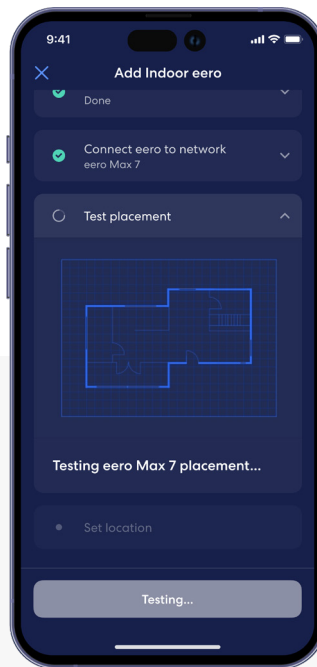 9:41
Add Indoor eero
Done
Connect eero to network
eero Max 7
Test placement
Testing eero Max 7 placement...
Set location
Testing...